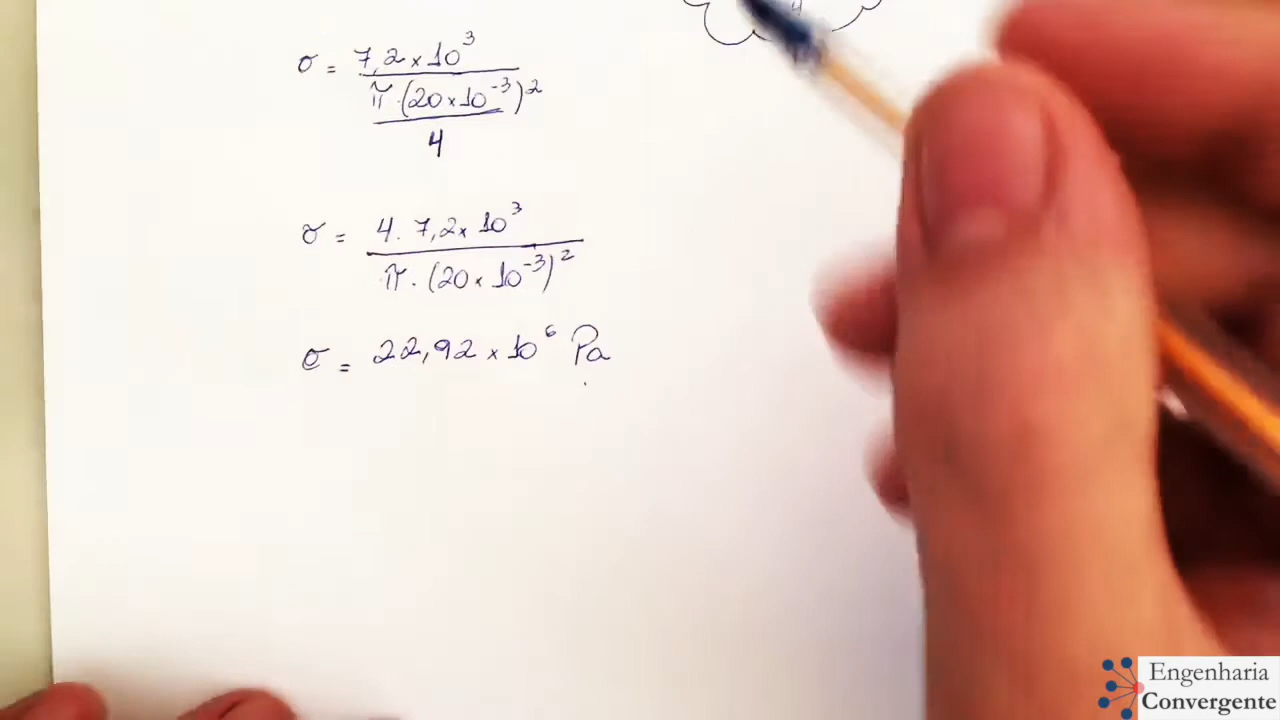 4
σ = 7,2 × 10³
π · (20 × 10⁻³)²
4
σ = 4 . 7,2 × 10³
π . (20 × 10⁻³)²
σ = 22,92 × 10⁶ Pa
Engenharia
Convergente